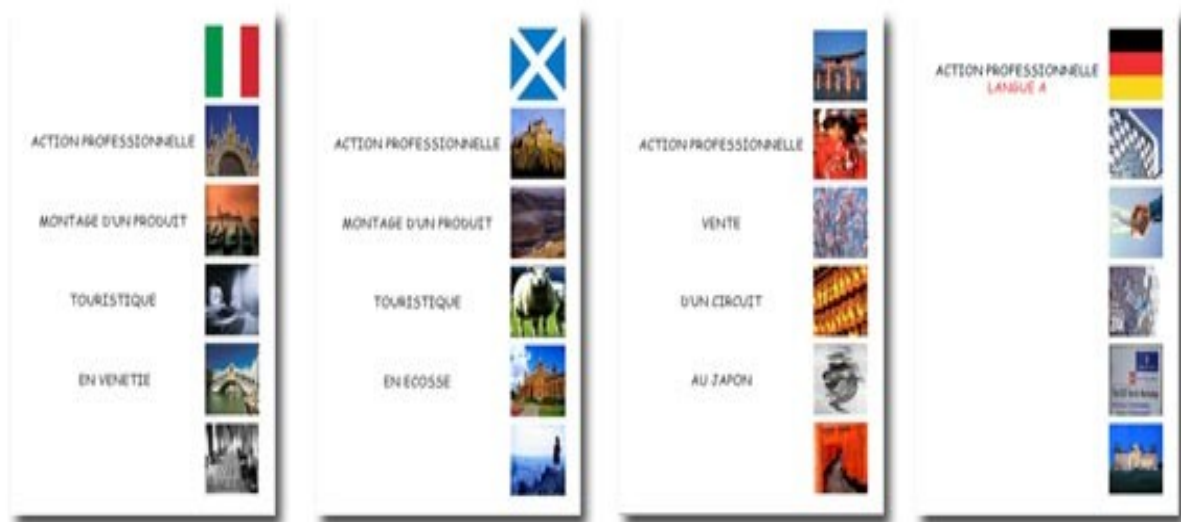 ACTION PROFESSIONNELLE
MONTAGE D'UN PRODUIT
TOURISTIQUE
EN VENETIE
ACTION PROFESSIONNELLE
MONTAGE D'UN PRODUIT
TOURISTIQUE
EN ECOSSE
ACTION PROFESSIONNELLE
VENTE
D'UN CIRCUIT
AU JAPON
ACTION PROFESSIONNELLE
LANGUE A